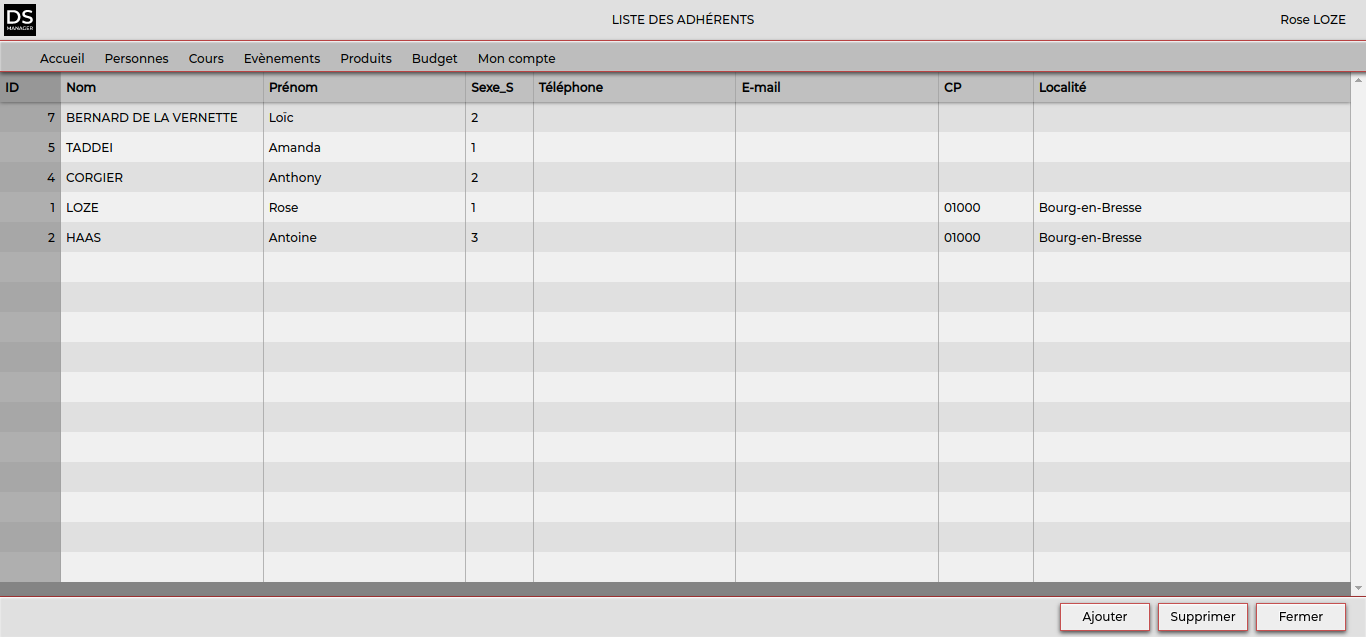 DS
MANAGER
LISTE DES ADHÉRENTS
Rose LOZE
Accueil Personnes Cours Evènements Produits Budget Mon compte
ID Nom Prénom Sexe_S Téléphone E-mail CP Localité
7 BERNARD DE LA VERNETTE Loïc 2
5 TADDEI Amanda 1
4 CORGIER Anthony 2
1 LOZE Rose 1 01000 Bourg-en-Bresse
2 HAAS Antoine 3 01000 Bourg-en-Bresse
Ajouter Supprimer Fermer